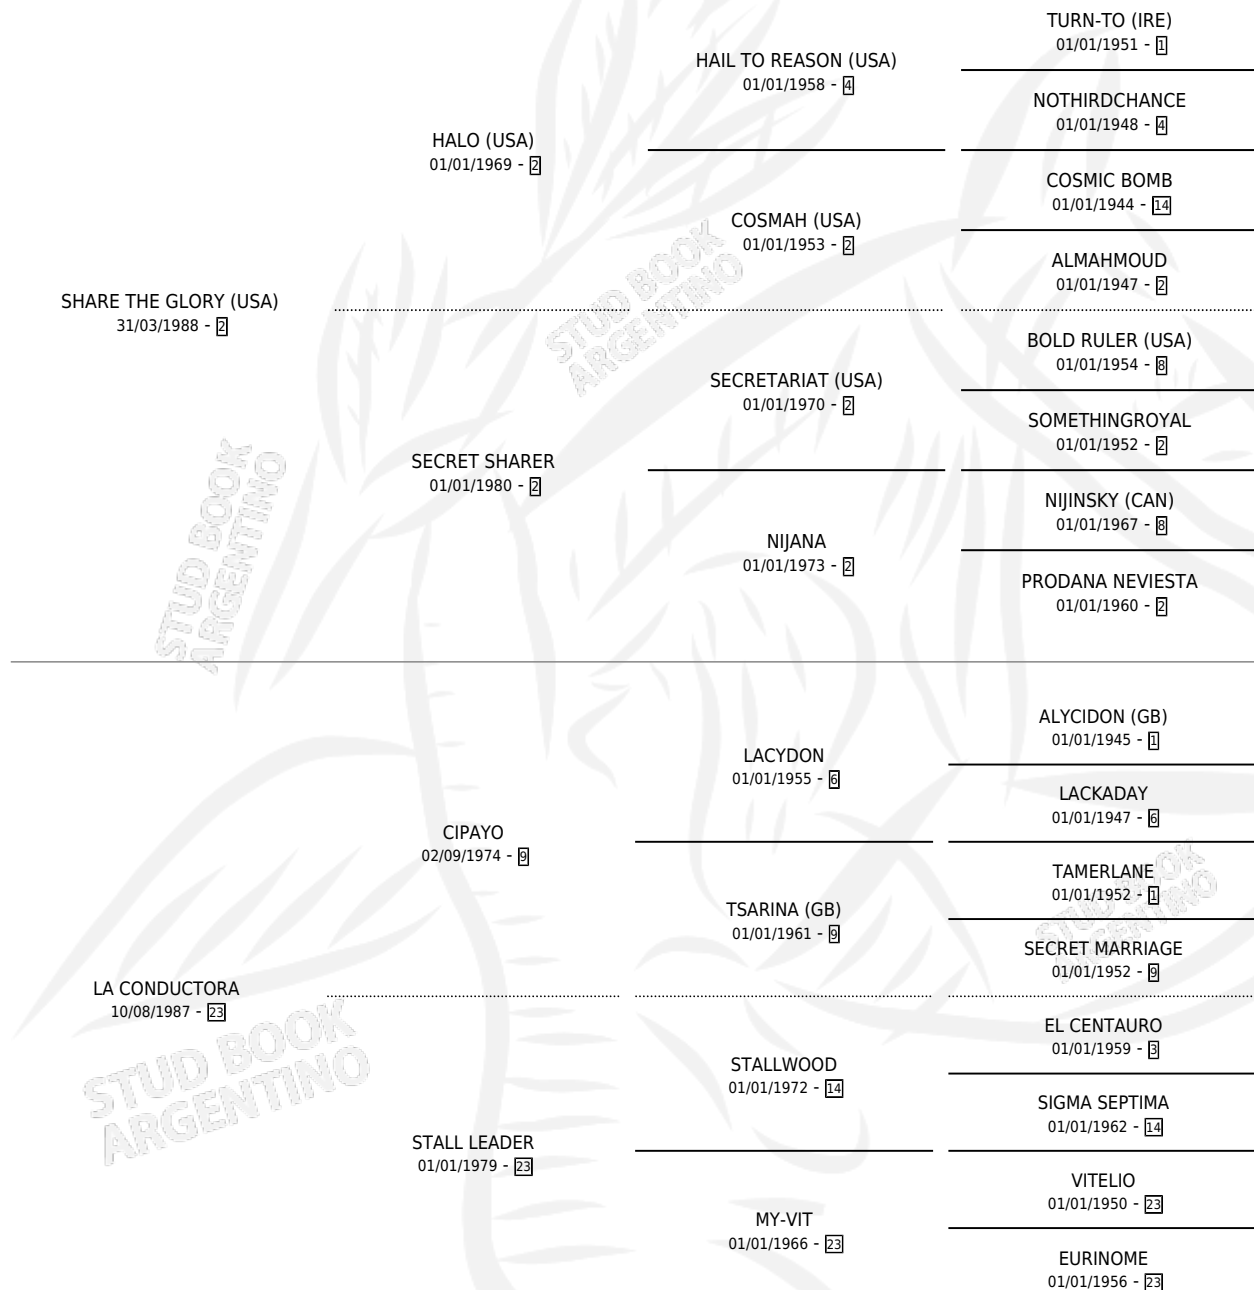 TURN-TO (IRE)
01/01/1951 - 1
HAIL TO REASON (USA)
01/01/1958 - 4
NOTHIRDCHANCE
01/01/1948 - 4
HALO (USA)
01/01/1969 - 2
COSMIC BOMB
01/01/1944 - 14
COSMAH (USA)
01/01/1953 - 2
ALMAHMOUD
01/01/1947 - 2
SHARE THE GLORY (USA)
31/03/1988 - 2
STUD BOOK
ARGENTINO
BOLD RULER (USA)
01/01/1954 - 8
SECRETARIAT (USA)
01/01/1970 - 2
SOMETHINGROYAL
01/01/1952 - 2
SECRET SHARER
01/01/1980 - 2
NIJINSKY (CAN)
01/01/1967 - 8
NIJANA
01/01/1973 - 2
PRODANA NEVIESTA
01/01/1960 - 2
STUD BOOK
ARGENTINO
ALYCIDON (GB)
01/01/1945 - 1
LACYDON
01/01/1955 - 6
LACKADAY
01/01/1947 - 6
CIPAYO
02/09/1974 - 9
TAMERLANE
01/01/1952 - 1
TSARINA (GB)
01/01/1961 - 9
SECRET MARRIAGE
01/01/1952 - 9
STUD BOOK
ARGENTINO
LA CONDUCTORA
10/08/1987 - 23
EL CENTAURO
01/01/1959 - 3
STALLWOOD
01/01/1972 - 14
SIGMA SEPTIMA
01/01/1962 - 14
STUD BOOK
ARGENTINO
STALL LEADER
01/01/1979 - 23
VITELIO
01/01/1950 - 23
MY-VIT
01/01/1966 - 23
EURINOME
01/01/1956 - 23